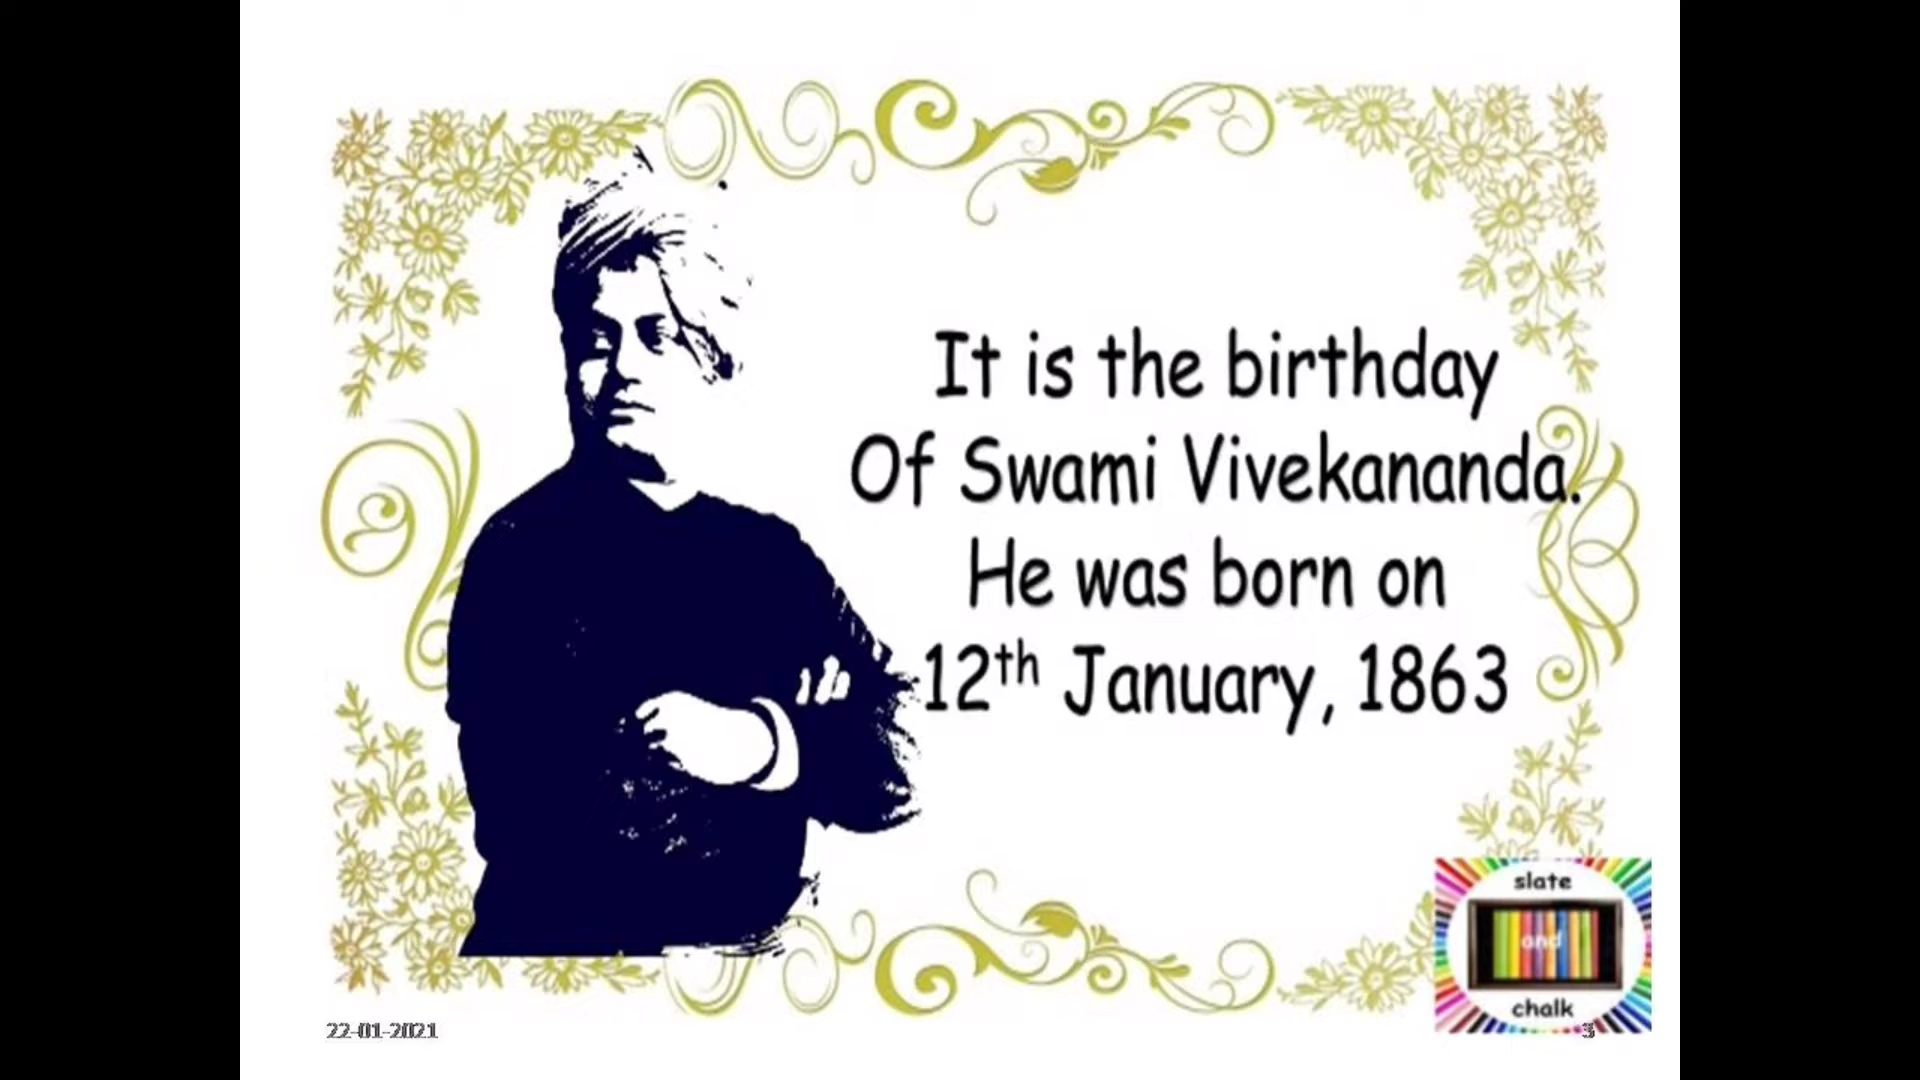 It is the birthday
Of Swami Vivekananda.
He was born on
12th January, 1863
slate
and
chalk
22-01-2021
3